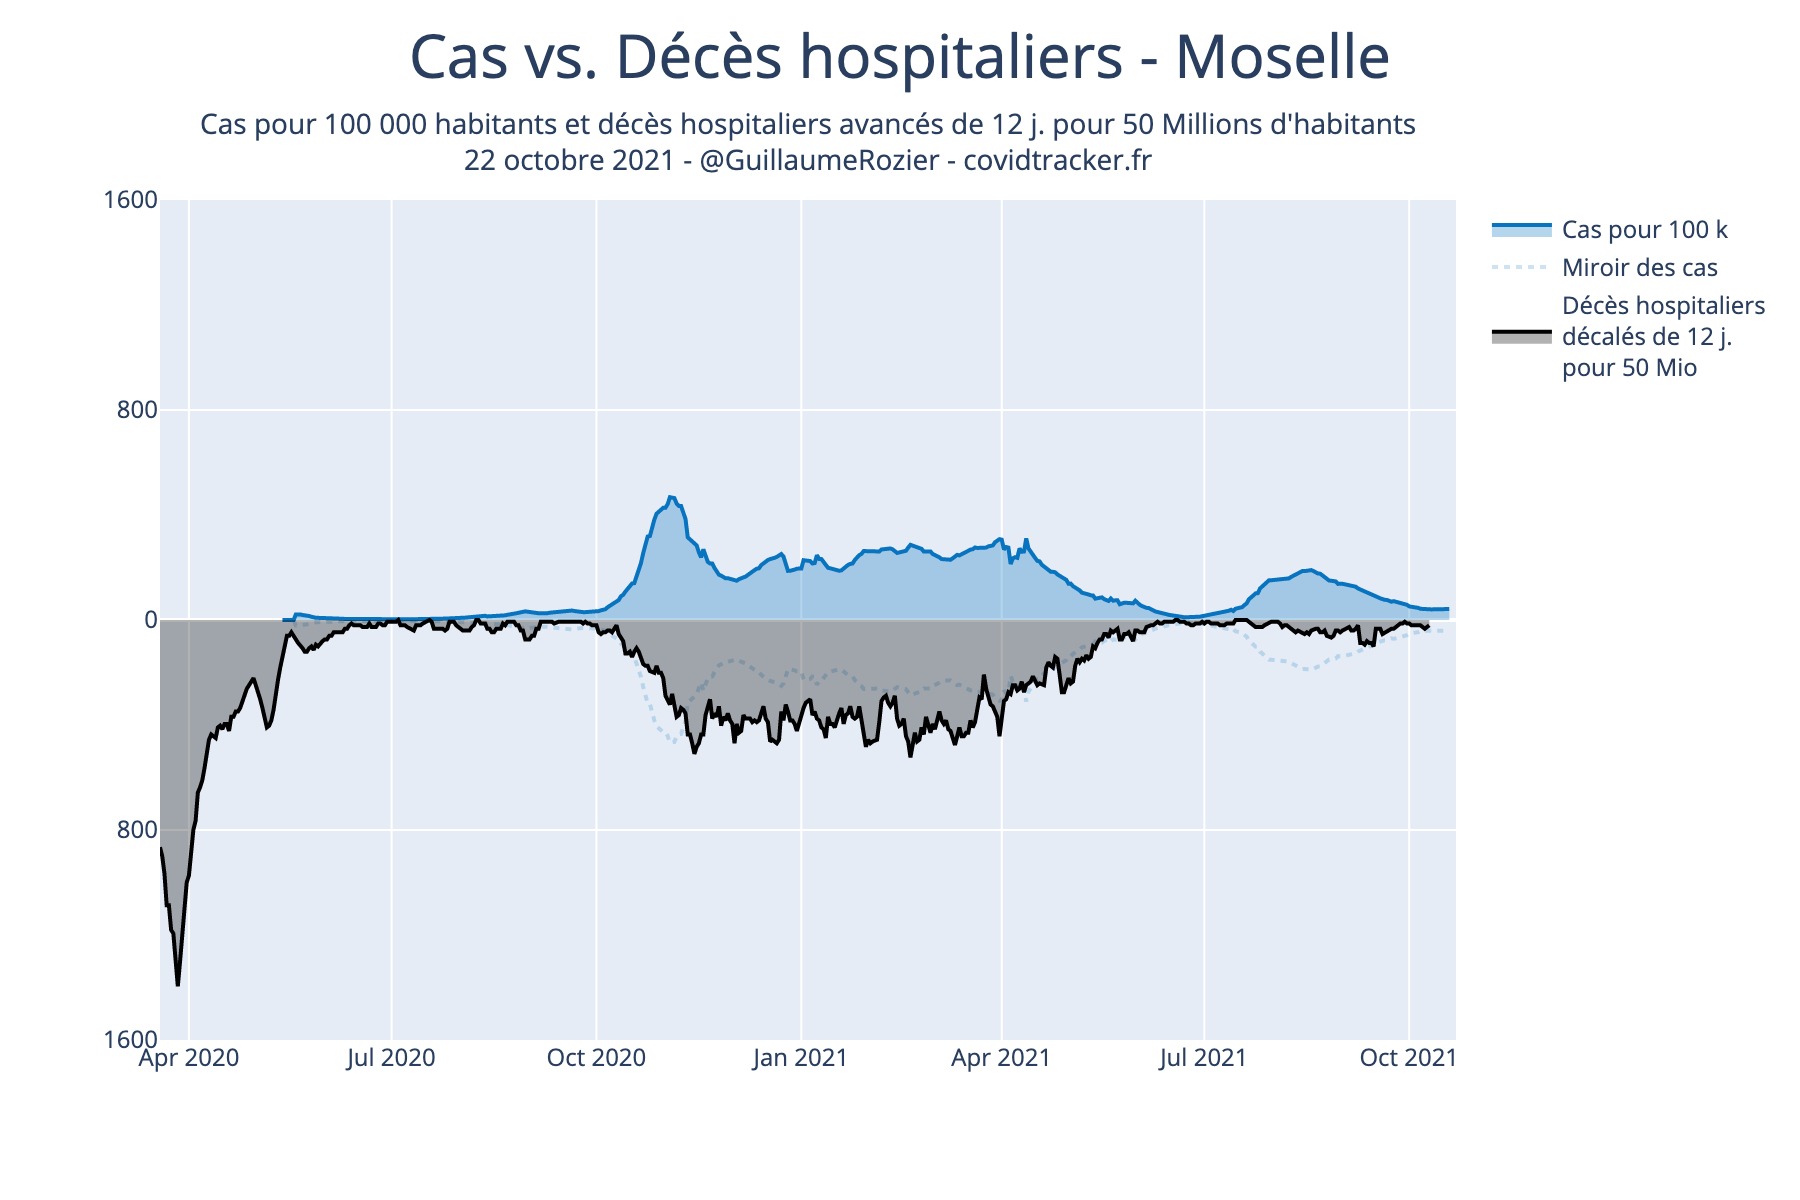 Cas vs. Décès hospitaliers - Moselle
Cas pour 100 000 habitants et décès hospitaliers avancés de 12 j. pour 50 Millions d'habitants
22 octobre 2021 - @GuillaumeRozier - covidtracker.fr
1600
800
0
800
1600
Apr 2020
Jul 2020
Oct 2020
Jan 2021
Apr 2021
Jul 2021
Oct 2021
Cas pour 100 k
Miroir des cas
Décès hospitaliers
décalés de 12 j.
pour 50 Mio